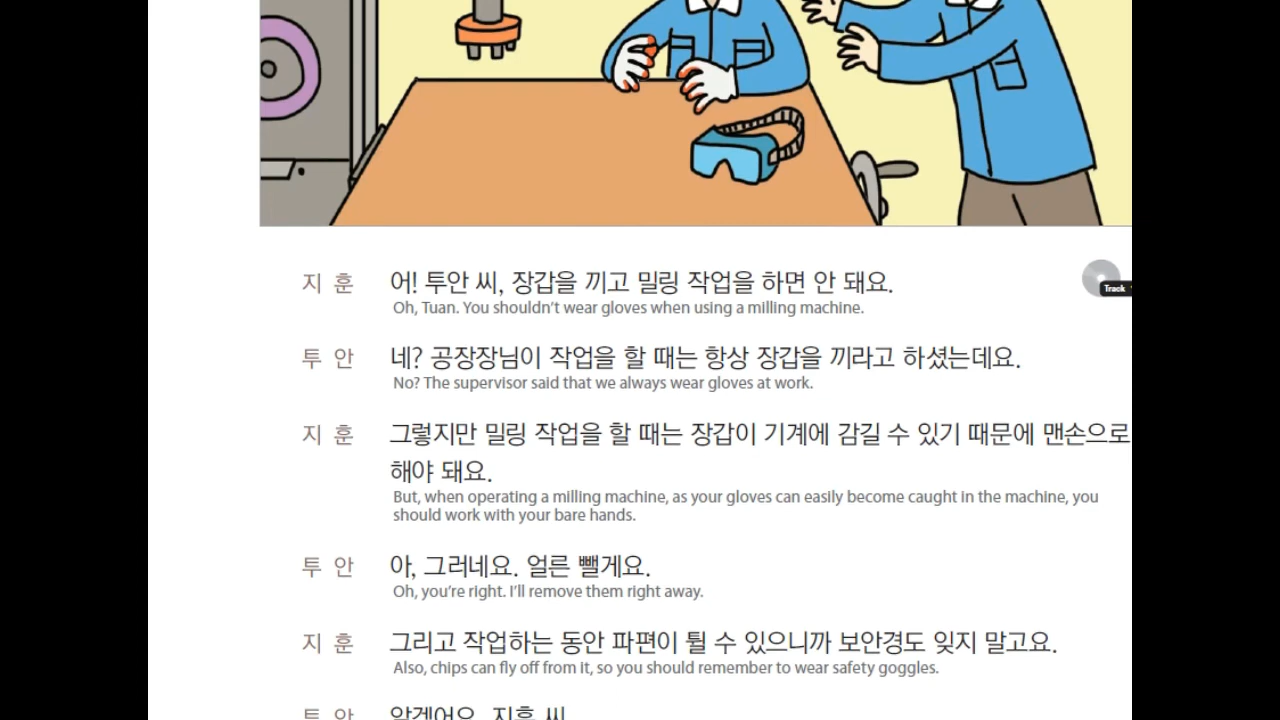 지 훈 어! 투안 씨, 장갑을 끼고 밀링 작업을 하면 안 돼요.
Track
Oh, Tuan. You shouldn't wear gloves when using a milling machine.
투 안 네? 공장장님이 작업을 할 때는 항상 장갑을 끼라고 하셨는데요.
No? The supervisor said that we always wear gloves at work.
지 훈 그렇지만 밀링 작업을 할 때는 장갑이 기계에 감길 수 있기 때문에 맨손으로
해야 돼요.
But, when operating a milling machine, as your gloves can easily become caught in the machine, you
should work with your bare hands.
투 안 아, 그러네요. 얼른 뺄게요.
Oh, you're right. I'll remove them right away.
지 훈 그리고 작업하는 동안 파편이 튈 수 있으니까 보안경도 잊지 말고요.
Also, chips can fly off from it, so you should remember to wear safety goggles.
투 안 알겠어요, 지훈 씨